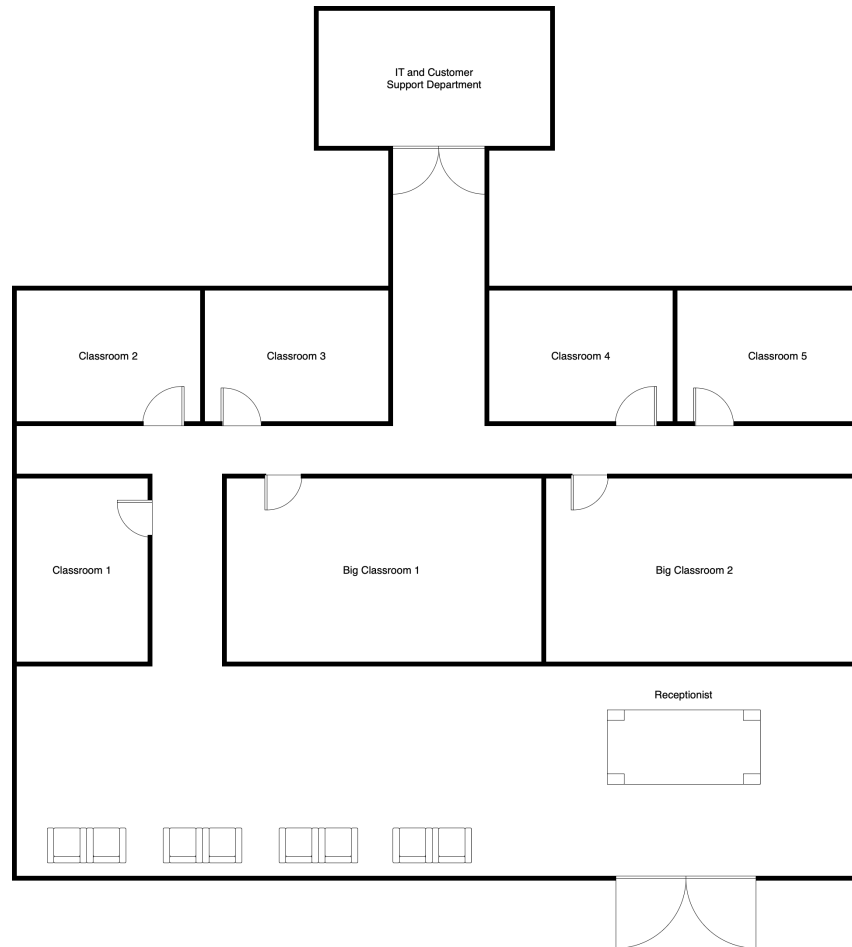 IT and Customer
Support Department
Classroom 2
Classroom 3
Classroom 4
Classroom 5
Classroom 1
Big Classroom 1
Big Classroom 2
Receptionist